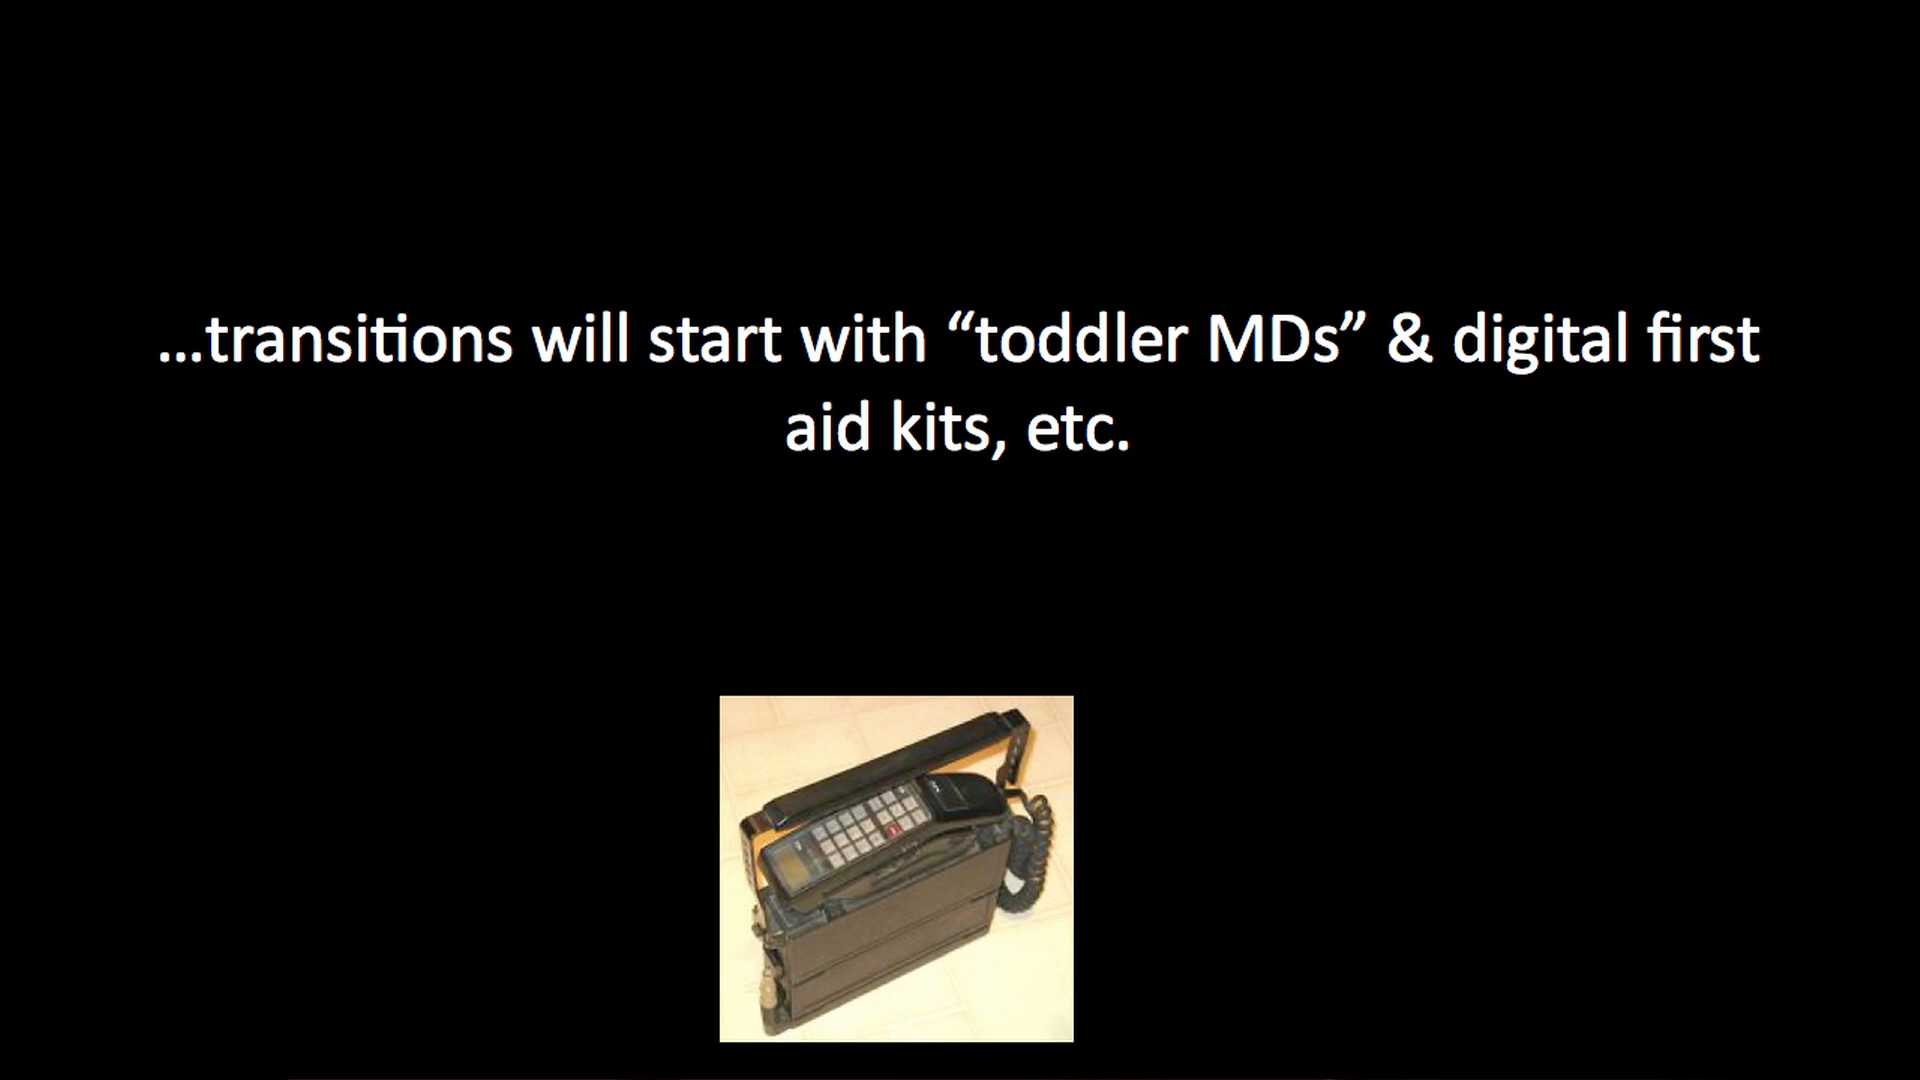 …transitions will start with “toddler MDs” & digital first
aid kits, etc.